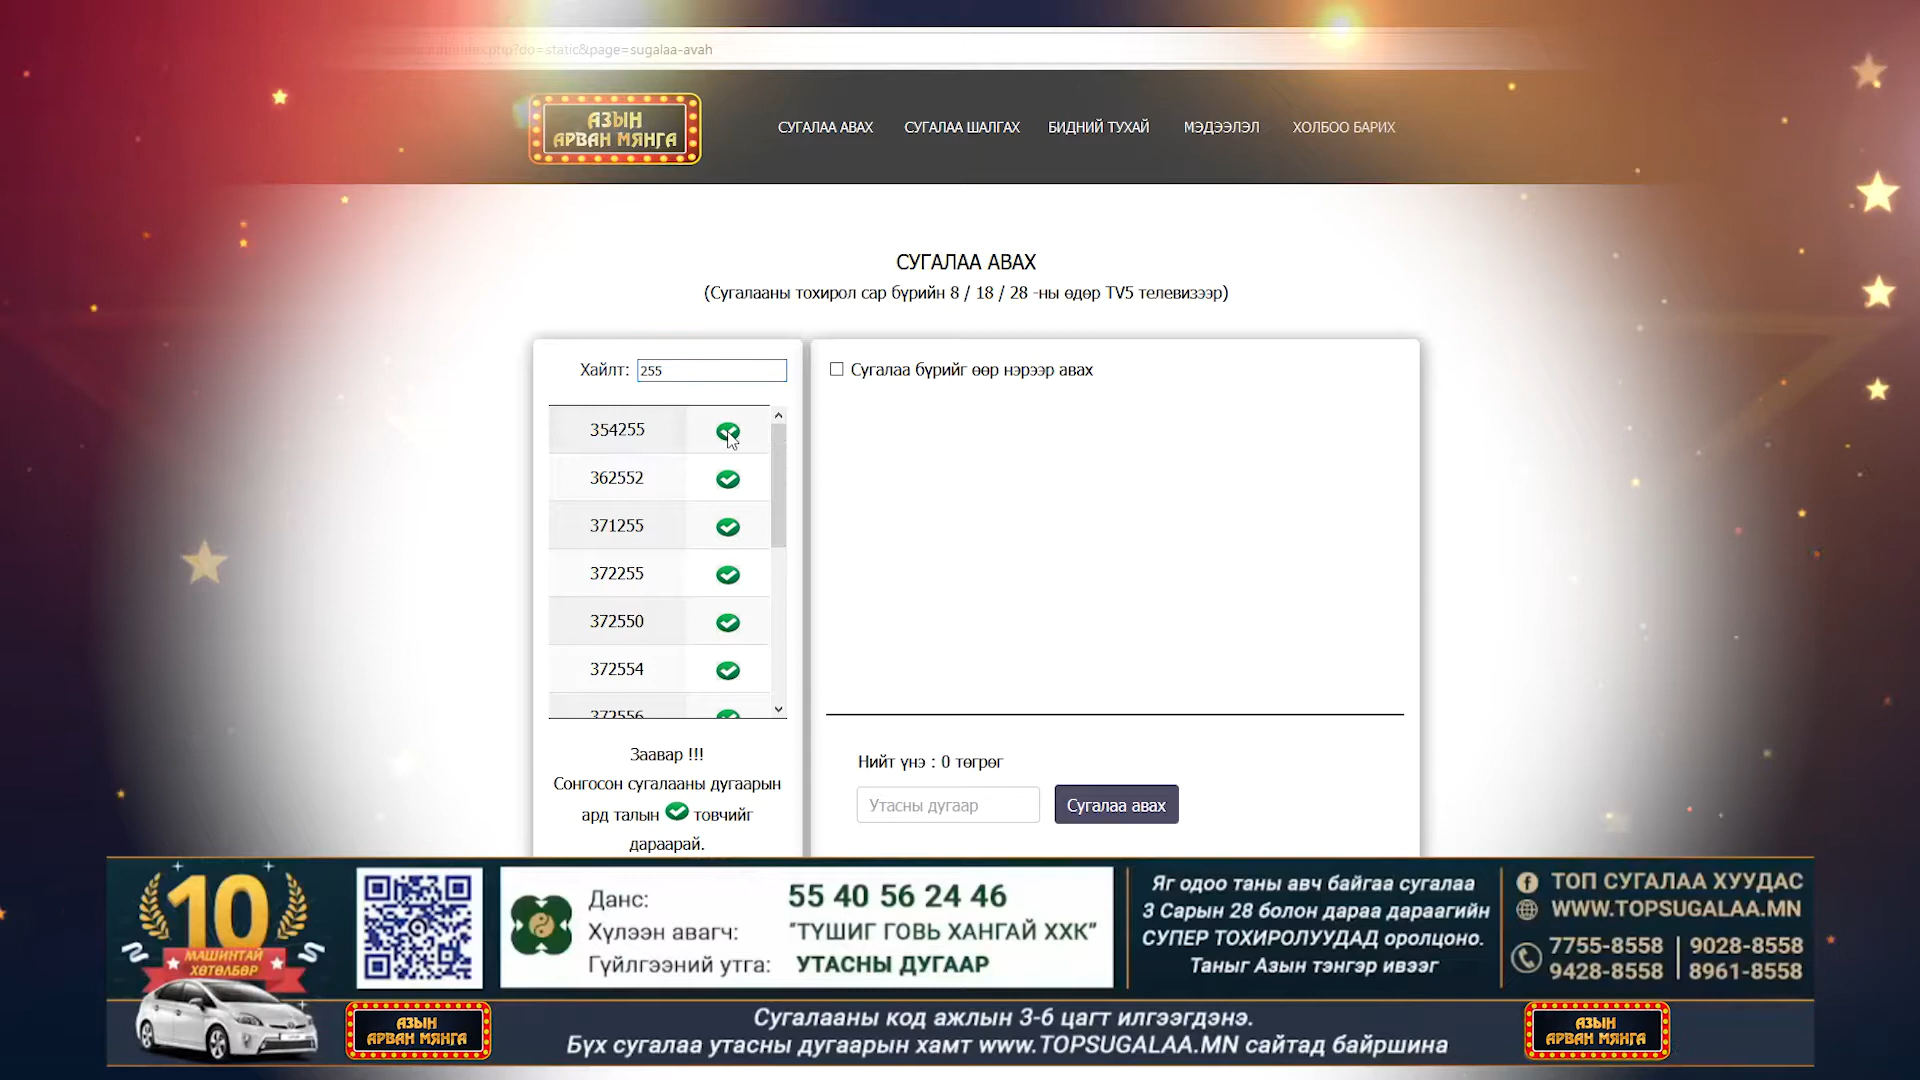 ?do=static&page=sugalaa-avah
АЗЫН
АРВАН МЯНГА
СУГАЛАА АВАХ
СУГАЛАА ШАЛГАХ
БИДНИЙ ТУХАЙ
МЭДЭЭЛЭЛ
ХОЛБОО БАРИХ
СУГАЛАА АВАХ
(Сугалааны тохирол сар бүрийн 8 / 18 / 28 -ны өдөр TV5 телевизээр)
Хайлт: 255
354255
362552
371255
372255
372550
372554
372556
Заавар !!!
Сонгосон сугалааны дугаарын
ард талын товчийг
дараарай.
Сугалаа бүрийг өөр нэрээр авах
Нийт үнэ : 0 төгрөг
Утасны дугаар
Сугалаа авах
10
МАШИНТАЙ
ХӨТӨЛБӨР
Данс: 55 40 56 24 46
Хүлээн авагч: "ТҮШИГ ГОВЬ ХАНГАЙ ХХК"
Гүйлгээний утга: УТАСНЫ ДУГААР
Яг одоо таны авч байгаа сугалаа
3 Сарын 28 болон дараа дараагийн
СУПЕР ТОХИРОЛУУДАД оролцоно.
Таныг Азын тэнгэр ивээг
ТОП СУГАЛАА ХУУДАС
WWW.TOPSUGALAA.MN
7755-8558 | 9028-8558
9428-8558 | 8961-8558
АЗЫН
АРВАН МЯНГА
Сугалааны код ажлын 3-6 цагт илгээгдэнэ.
Бүх сугалаа утасны дугаарын хамт www.TOPSUGALAA.MN сайтад байршина
АЗЫН
АРВАН МЯНГА